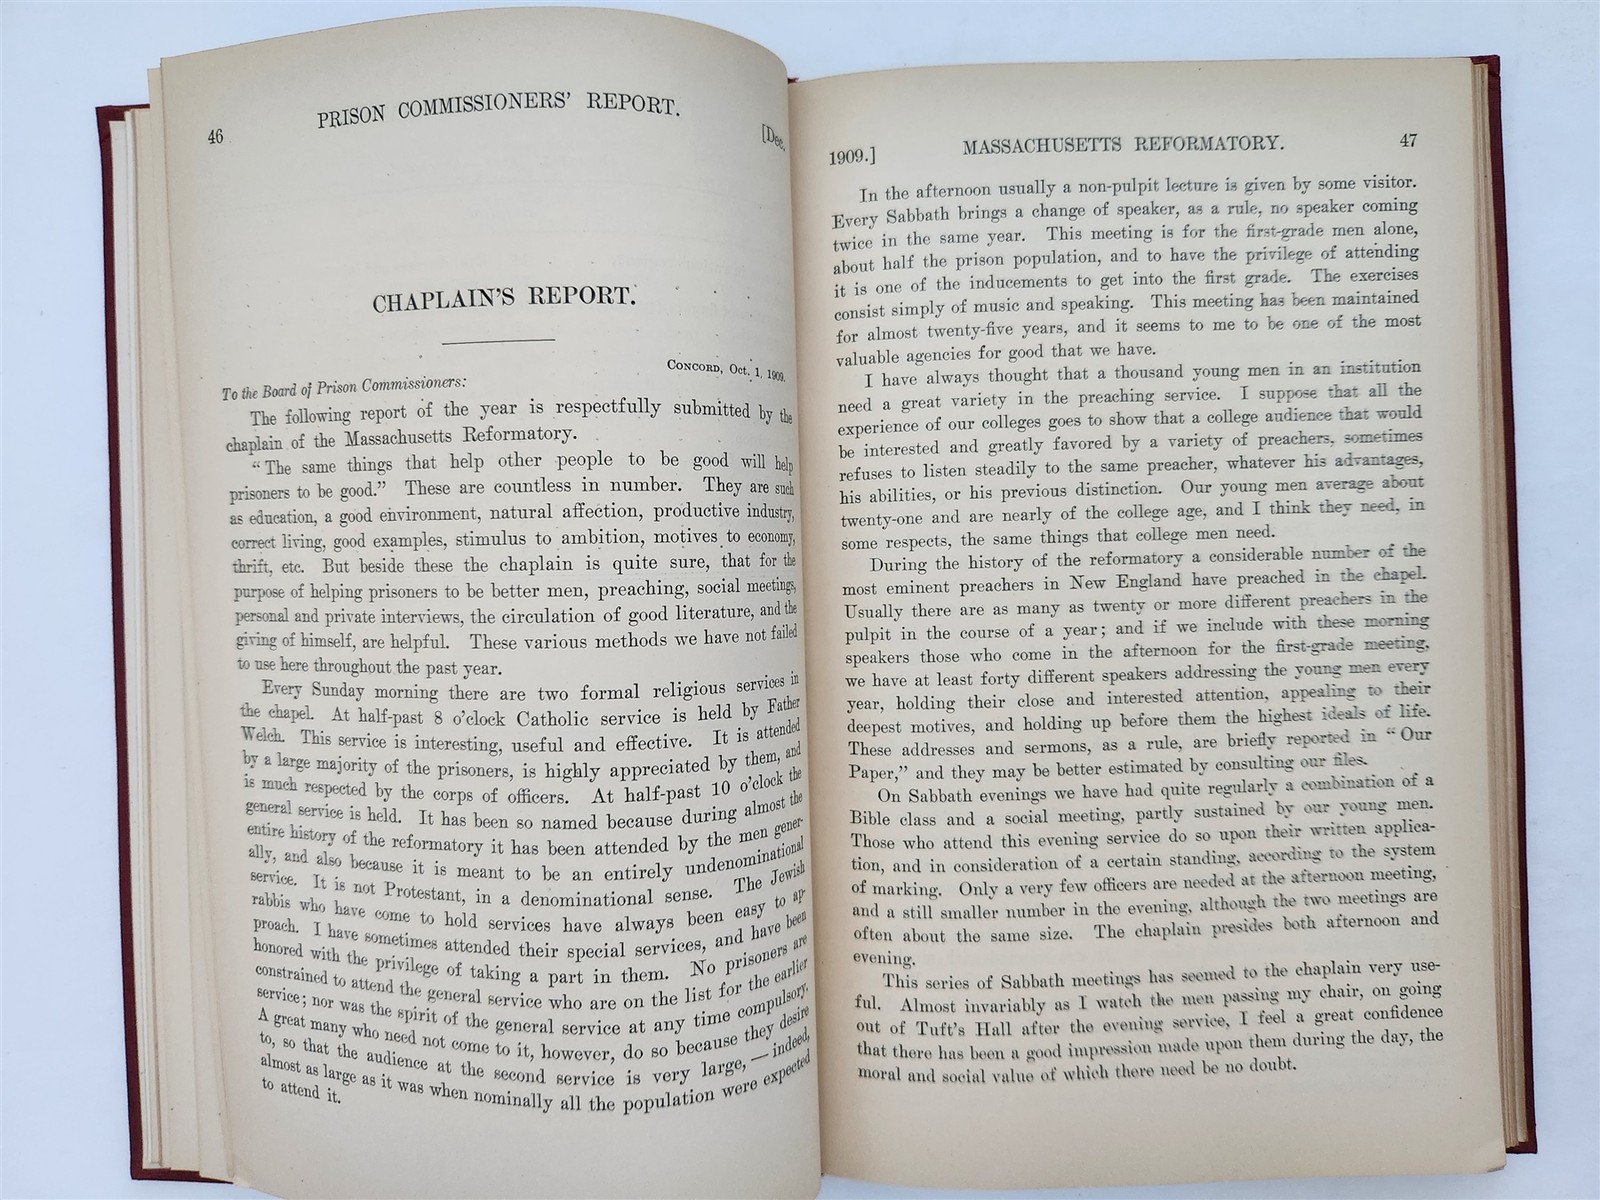 46
PRISON COMMISSIONERS' REPORT.
[Dec.
CHAPLAIN'S REPORT.
CONCORD, Oct. 1, 1909.
To the Board of Prison Commissioners:
The following report of the year is respectfully submitted by the
chaplain of the Massachusetts Reformatory.
“The same things that help other people to be good will help
prisoners to be good.” These are countless in number. They are such
as education, a good environment, natural affection, productive industry,
correct living, good examples, stimulus to ambition, motives to economy,
thrift, etc. But beside these the chaplain is quite sure, that for the
purpose of helping prisoners to be better men, preaching, social meetings,
personal and private interviews, the circulation of good literature, and the
giving of himself, are helpful. These various methods we have not failed
to use here throughout the past year.
Every Sunday morning there are two formal religious services in
the chapel. At half-past 8 o'clock Catholic service is held by Father
Welch. This service is interesting, useful and effective. It is attended
by a large majority of the prisoners, is highly appreciated by them, and
is much respected by the corps of officers. At half-past 10 o'clock the
general service is held. It has been so named because during almost the
entire history of the reformatory it has been attended by the men gener-
ally, and also because it is meant to be an entirely undenominational
service. It is not Protestant, in a denominational sense. The Jewish
rabbis who have come to hold services have always been easy to ap-
proach. I have sometimes attended their special services, and have been
honored with the privilege of taking a part in them. No prisoners are
constrained to attend the general service who are on the list for the earlier
service; nor was the spirit of the general service at any time compulsory.
A great many who need not come to it, however, do so because they desire
to, so that the audience at the second service is very large, — indeed,
almost as large as it was when nominally all the population were expected
to attend it.
1909.]
MASSACHUSETTS REFORMATORY.
47
In the afternoon usually a non-pulpit lecture is given by some visitor.
Every Sabbath brings a change of speaker, as a rule, no speaker coming
twice in the same year. This meeting is for the first-grade men alone,
about half the prison population, and to have the privilege of attending
it is one of the inducements to get into the first grade. The exercises
consist simply of music and speaking. This meeting has been maintained
for almost twenty-five years, and it seems to me to be one of the most
valuable agencies for good that we have.
I have always thought that a thousand young men in an institution
need a great variety in the preaching service. I suppose that all the
experience of our colleges goes to show that a college audience that would
be interested and greatly favored by a variety of preachers, sometimes
refuses to listen steadily to the same preacher, whatever his advantages,
his abilities, or his previous distinction. Our young men average about
twenty-one and are nearly of the college age, and I think they need, in
some respects, the same things that college men need.
During the history of the reformatory a considerable number of the
most eminent preachers in New England have preached in the chapel.
Usually there are as many as twenty or more different preachers in the
pulpit in the course of a year; and if we include with these morning
speakers those who come in the afternoon for the first-grade meeting,
we have at least forty different speakers addressing the young men every
year, holding their close and interested attention, appealing to their
deepest motives, and holding up before them the highest ideals of life.
These addresses and sermons, as a rule, are briefly reported in “Our
Paper,” and they may be better estimated by consulting our files.
On Sabbath evenings we have had quite regularly a combination of a
Bible class and a social meeting, partly sustained by our young men.
Those who attend this evening service do so upon their written applica-
tion, and in consideration of a certain standing, according to the system
of marking. Only a very few officers are needed at the afternoon meeting,
and a still smaller number in the evening, although the two meetings are
often about the same size. The chaplain presides both afternoon and
evening.
This series of Sabbath meetings has seemed to the chaplain very use-
ful. Almost invariably as I watch the men passing my chair, on going
out of Tuft's Hall after the evening service, I feel a great confidence
that there has been a good impression made upon them during the day, the
moral and social value of which there need be no doubt.